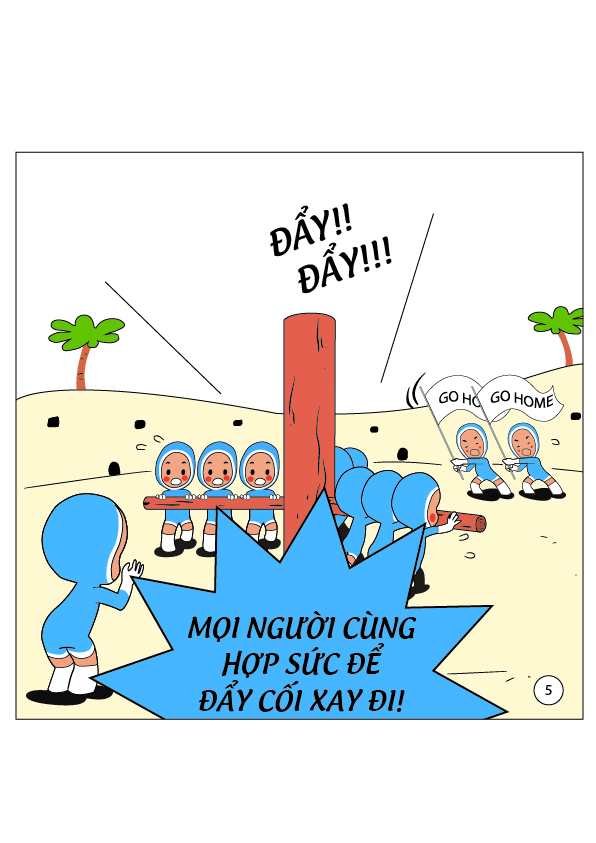 ĐẨY!!
ĐẨY!!!
GO HO
GO HOME
MỌI NGƯỜI CÙNG
HỢP SỨC ĐỂ
ĐẨY CỐI XAY ĐI!
5